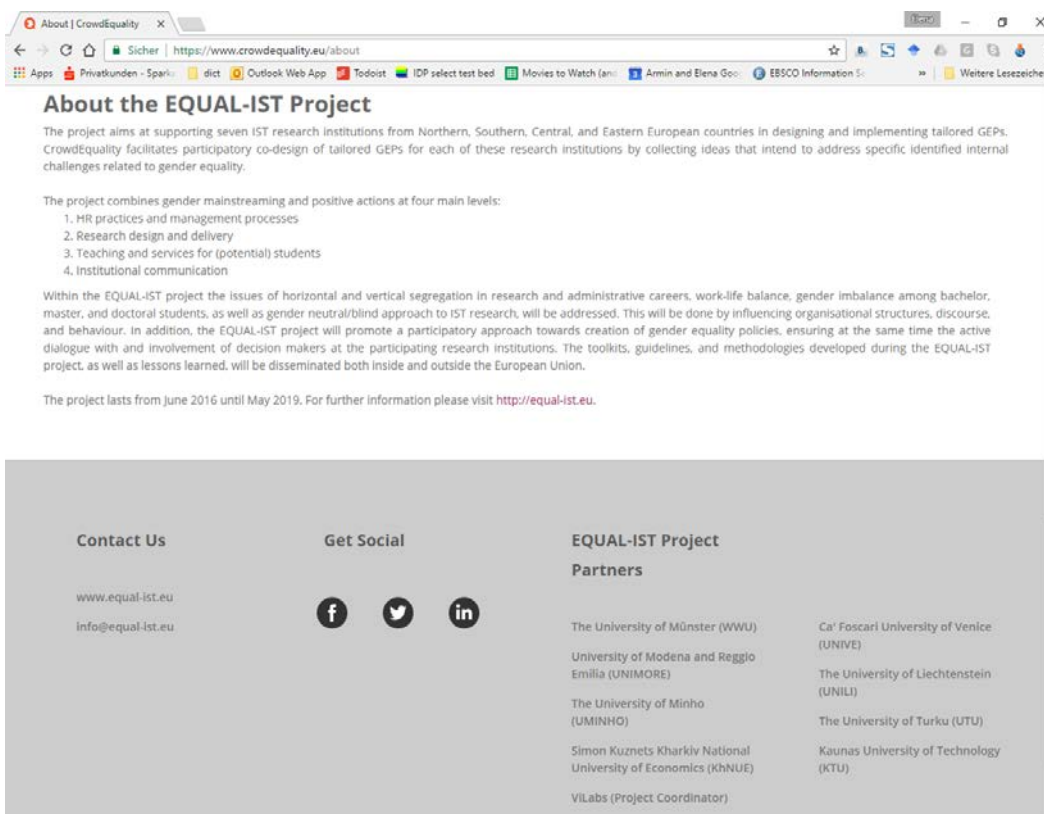 About | CrowdEquality
Elena
Sicher | https://www.crowdequality.eu/about
Apps
Privatkunden - Spark
dict
Outlook Web App
Todoist
IDP select test bed
Movies to Watch (and
Armin and Elena Goo
EBSCO Information Se
»
Weitere Lesezeiche
About the EQUAL-IST Project
The project aims at supporting seven IST research institutions from Northern, Southern, Central, and Eastern European countries in designing and implementing tailored GEPs.
CrowdEquality facilitates participatory co-design of tailored GEPs for each of these research institutions by collecting ideas that intend to address specific identified internal
challenges related to gender equality.
The project combines gender mainstreaming and positive actions at four main levels:
1. HR practices and management processes
2. Research design and delivery
3. Teaching and services for (potential) students
4. Institutional communication
Within the EQUAL-IST project the issues of horizontal and vertical segregation in research and administrative careers, work-life balance, gender imbalance among bachelor,
master, and doctoral students, as well as gender neutral/blind approach to IST research, will be addressed. This will be done by influencing organisational structures, discourse,
and behaviour. In addition, the EQUAL-IST project will promote a participatory approach towards creation of gender equality policies, ensuring at the same time the active
dialogue with and involvement of decision makers at the participating research institutions. The toolkits, guidelines, and methodologies developed during the EQUAL-IST
project, as well as lessons learned, will be disseminated both inside and outside the European Union.
The project lasts from June 2016 until May 2019. For further information please visit http://equal-ist.eu.
Contact Us
www.equal-ist.eu
info@equal-ist.eu
Get Social
EQUAL-IST Project
Partners
The University of Münster (WWU)
University of Modena and Reggio
Emilia (UNIMORE)
The University of Minho
(UMINHO)
Simon Kuznets Kharkiv National
University of Economics (KhNUE)
ViLabs (Project Coordinator)
Ca' Foscari University of Venice
(UNIVE)
The University of Liechtenstein
(UNILI)
The University of Turku (UTU)
Kaunas University of Technology
(KTU)